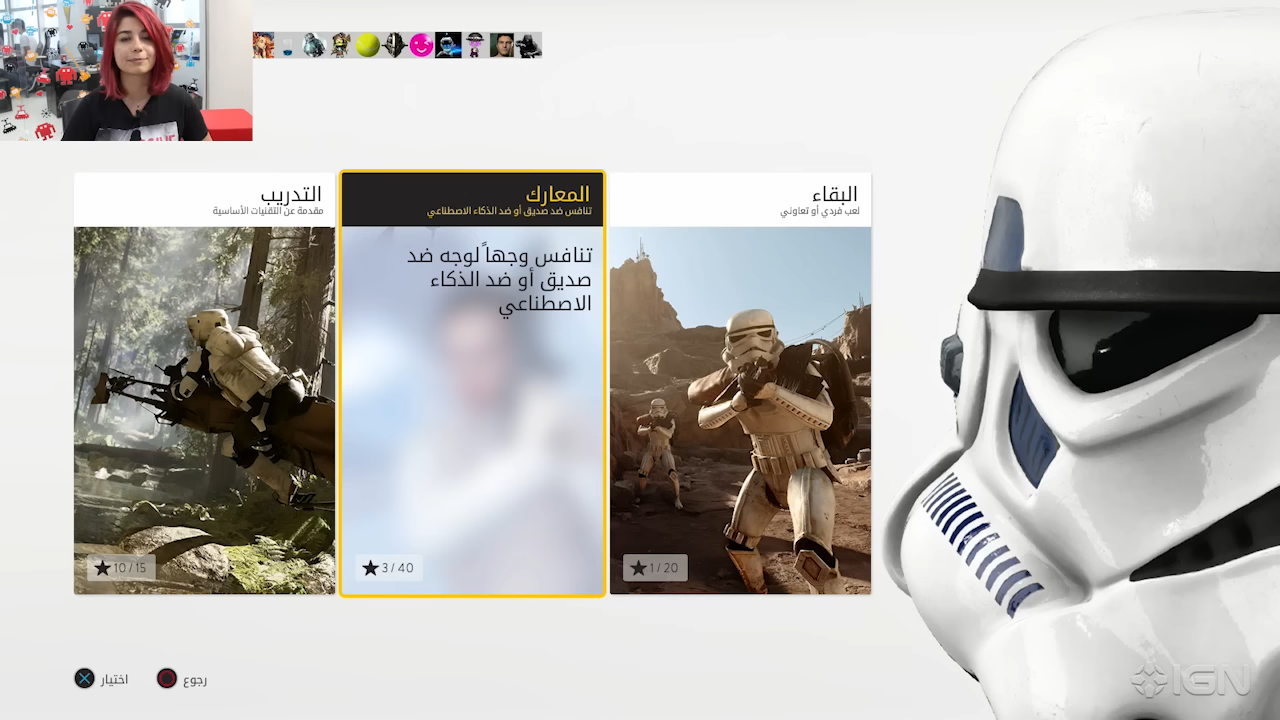 البقاء
لعب فردي أو تعاوني
1 / 20
المعارك
تنافس ضد صديق أو ضد الذكاء الاصطناعي
تنافس وجهاً لوجه ضد
صديق أو ضد الذكاء
الاصطناعي
3 / 40
التدريب
مقدمة عن التقنيات الأساسية
10 / 15
اختيار
رجوع
IGN